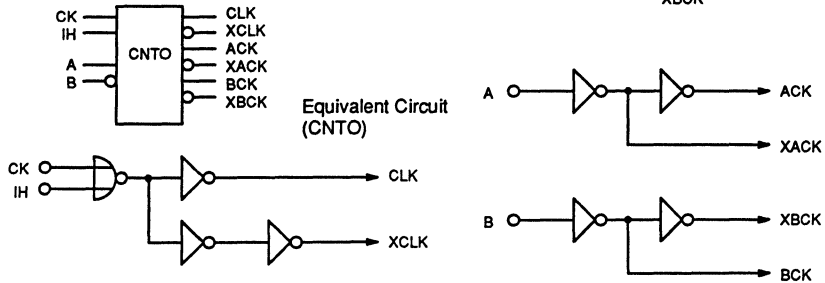 XBCK
CK CLK
IH XCLK
CNTO
ACK
A XACK
B BCK
XBCK
Equivalent Circuit
(CNTO)
CK
IH
CLK
XCLK
A
ACK
XACK
B
XBCK
BCK